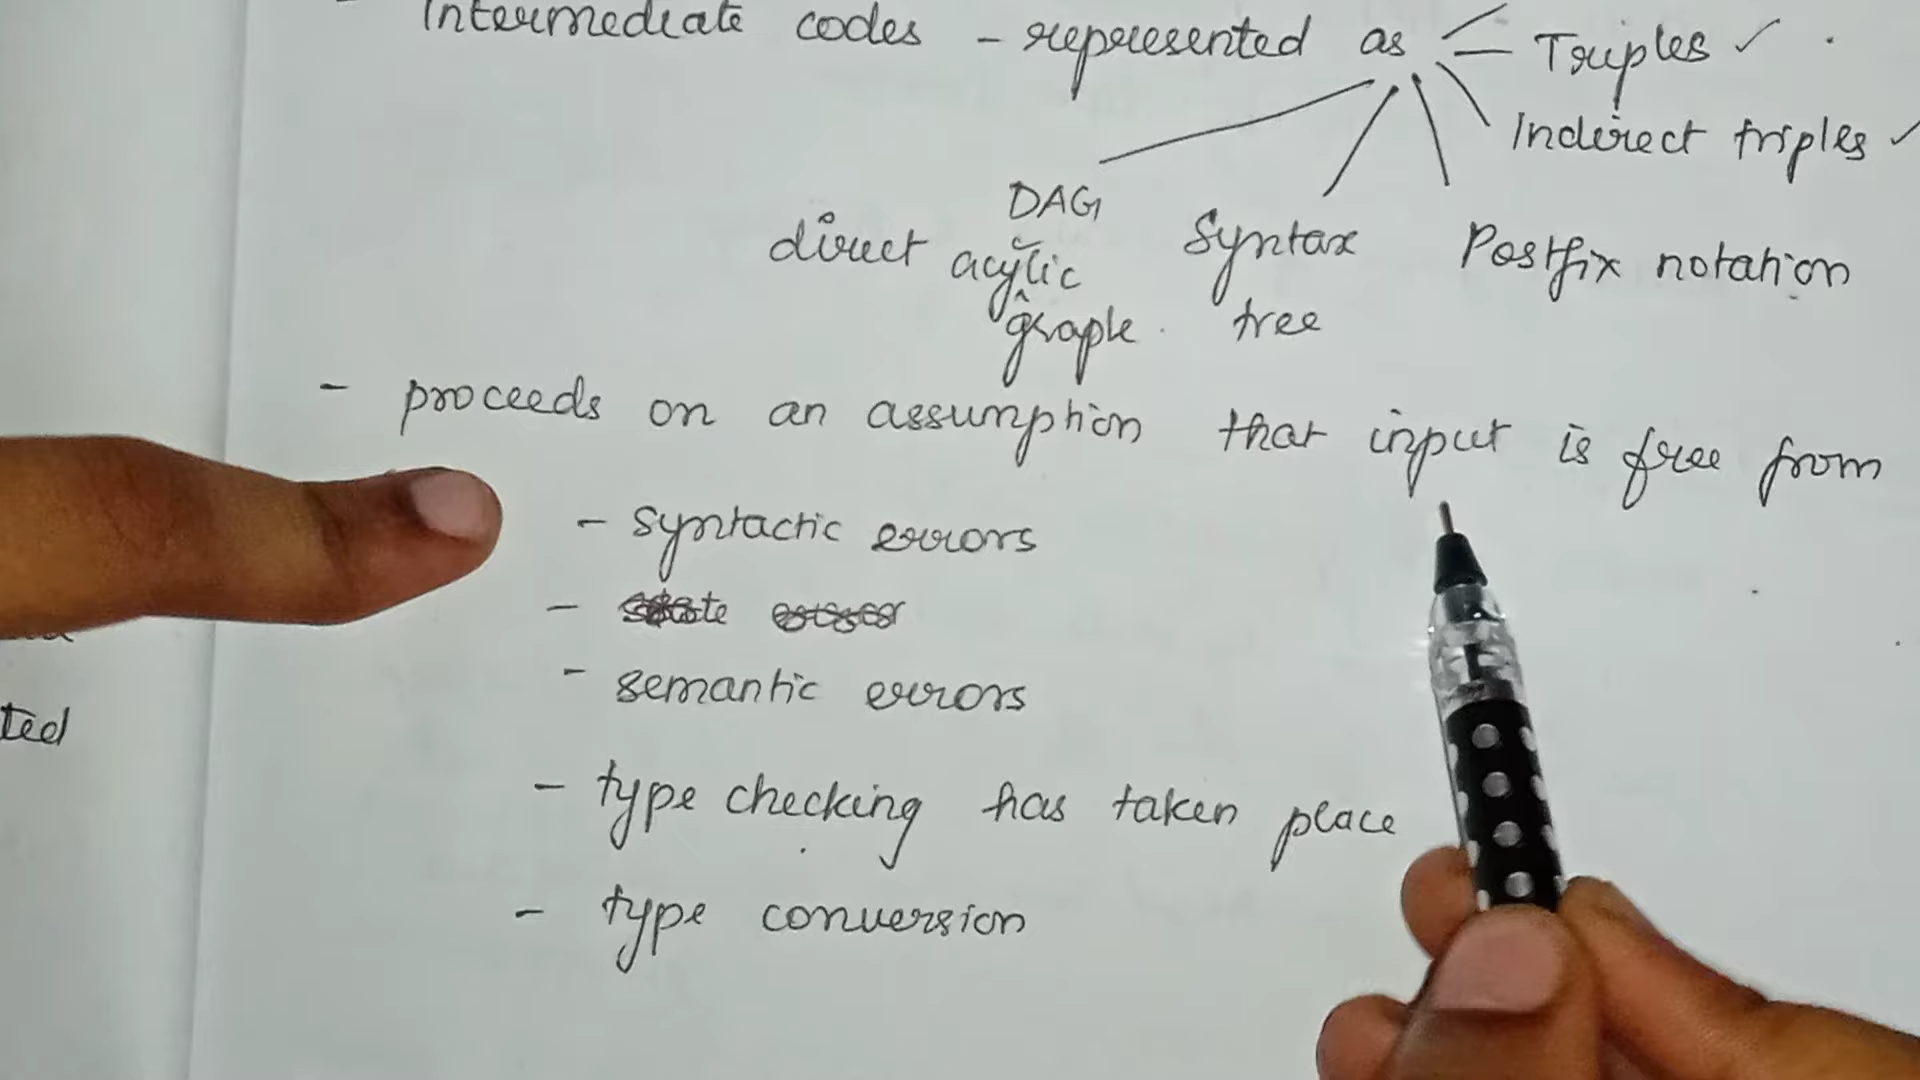 Intermediate codes - represented as - Triples ✓
Indirect triples ✓
DAG
direct acylic
graph.
Syntax
tree
Postfix notation
- proceeds on an assumption that input is free from
- syntactic errors
- semantic errors
- type checking has taken place
- type conversion
ted